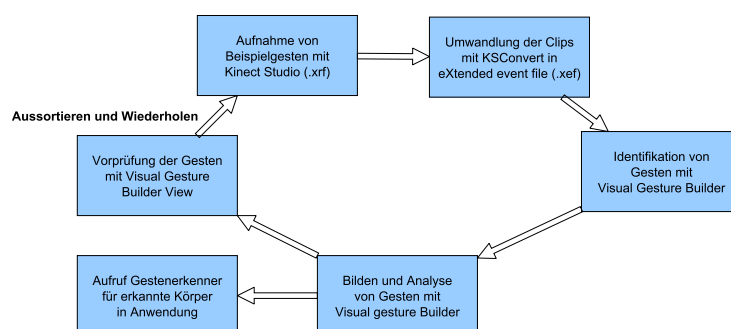 Aufnahme von
Beispielgesten mit
Kinect Studio (.xrf)
Umwandlung der Clips
mit KSConvert in
eXtended event file (.xef)
Aussortieren und Wiederholen
Vorprüfung der Gesten
mit Visual Gesture
Builder View
Identifikation von
Gesten mit
Visual Gesture Builder
Aufruf Gestenerkenner
für erkannte Körper
in Anwendung
Bilden und Analyse
von Gesten mit
Visual gesture Builder